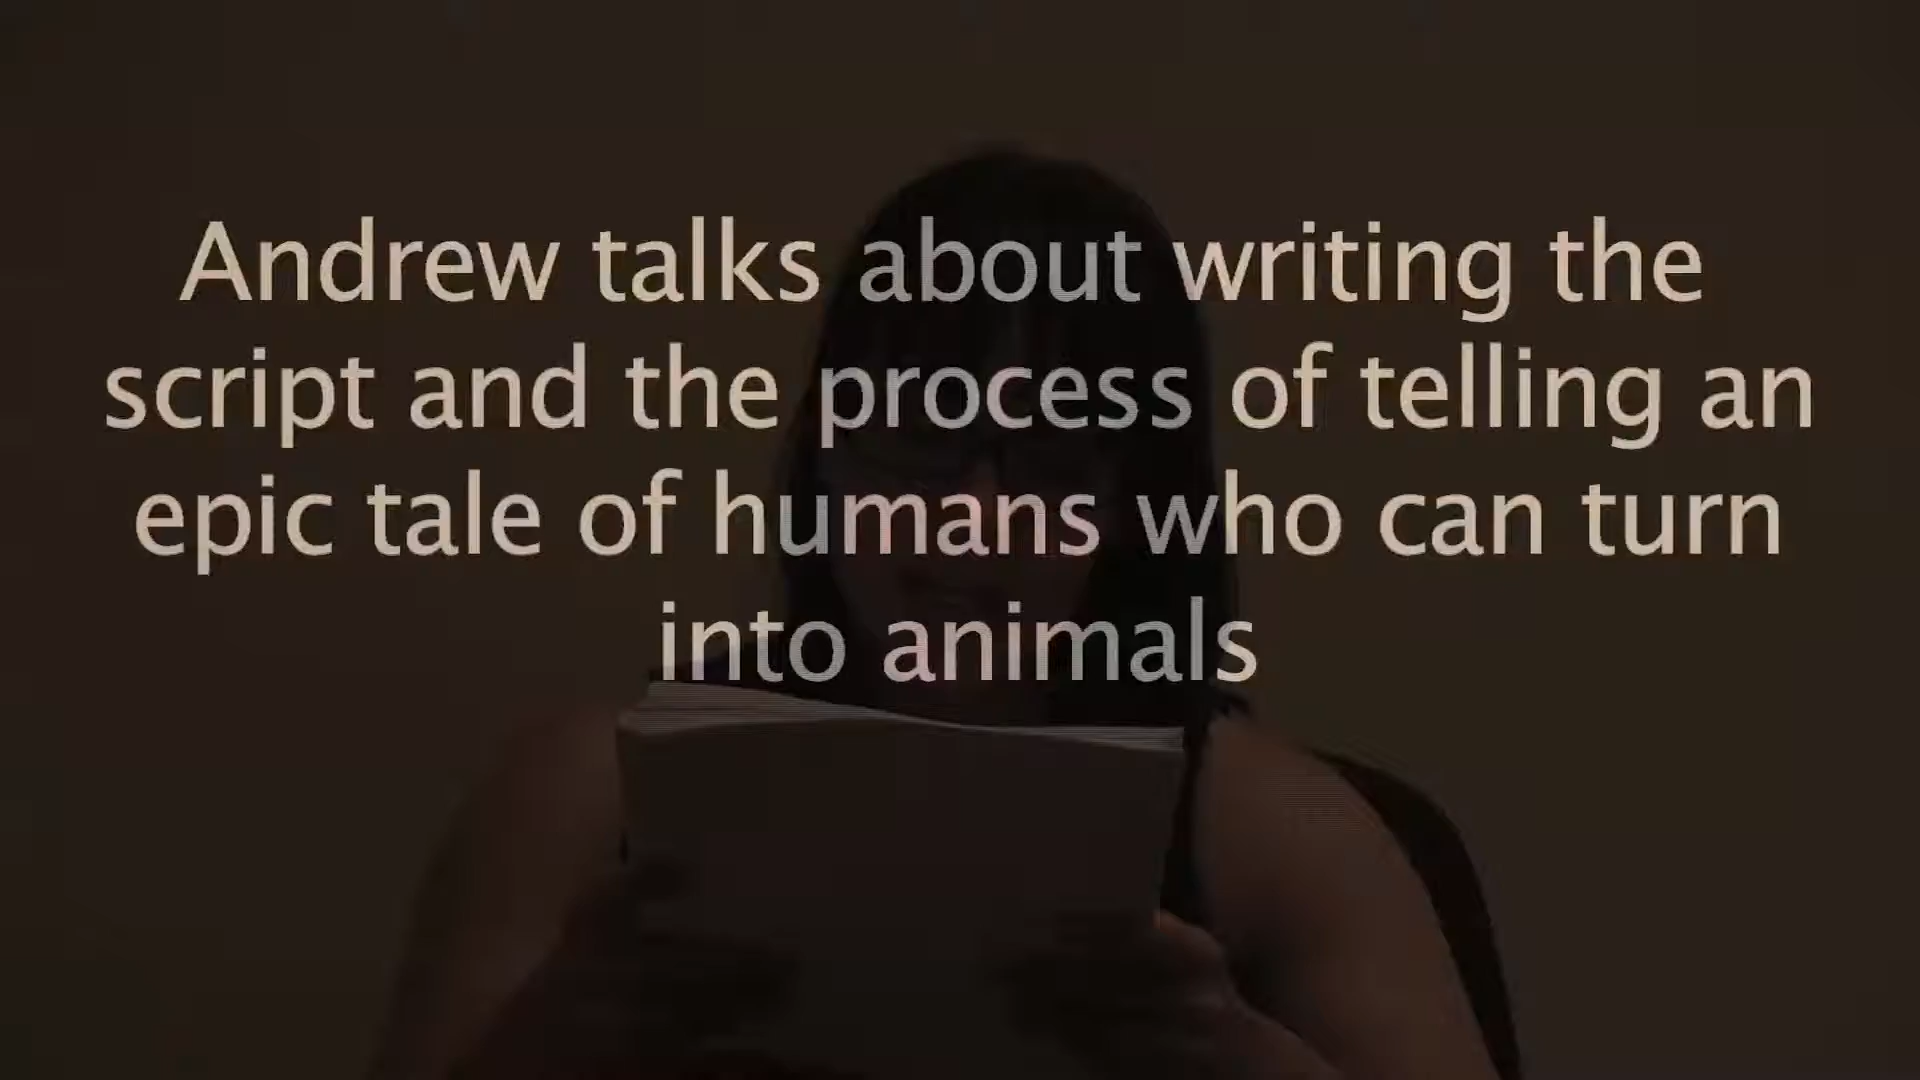 Andrew talks about writing the
script and the process of telling an
epic tale of humans who can turn
into animals